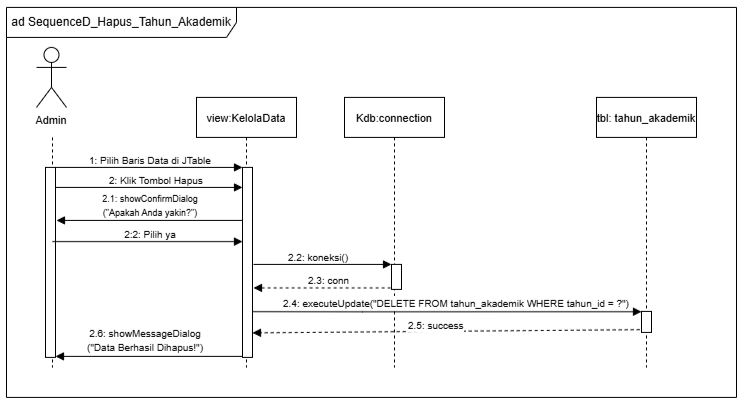 ad SequenceD_Hapus_Tahun_Akademik
Admin
view:KelolaData
Kdb:connection
tbl: tahun_akademik
1: Pilih Baris Data di JTable
2: Klik Tombol Hapus
2.1: showConfirmDialog
("Apakah Anda yakin?")
2:2: Pilih ya
2.2: koneksi()
2.3: conn
2.4: executeUpdate("DELETE FROM tahun_akademik WHERE tahun_id = ?")
2.5: success
2.6: showMessageDialog
("Data Berhasil Dihapus!")